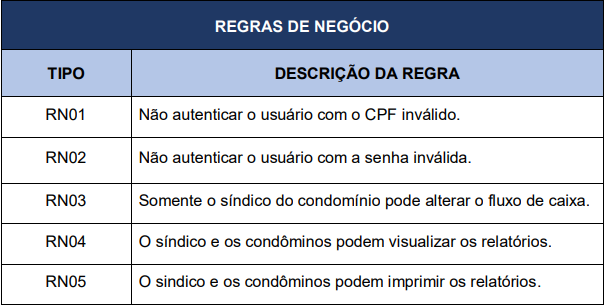 REGRAS DE NEGÓCIO
TIPO DESCRIÇÃO DA REGRA
RN01 Não autenticar o usuário com o CPF inválido.
RN02 Não autenticar o usuário com a senha inválida.
RN03 Somente o síndico do condomínio pode alterar o fluxo de caixa.
RN04 O síndico e os condôminos podem visualizar os relatórios.
RN05 O sindico e os condôminos podem imprimir os relatórios.